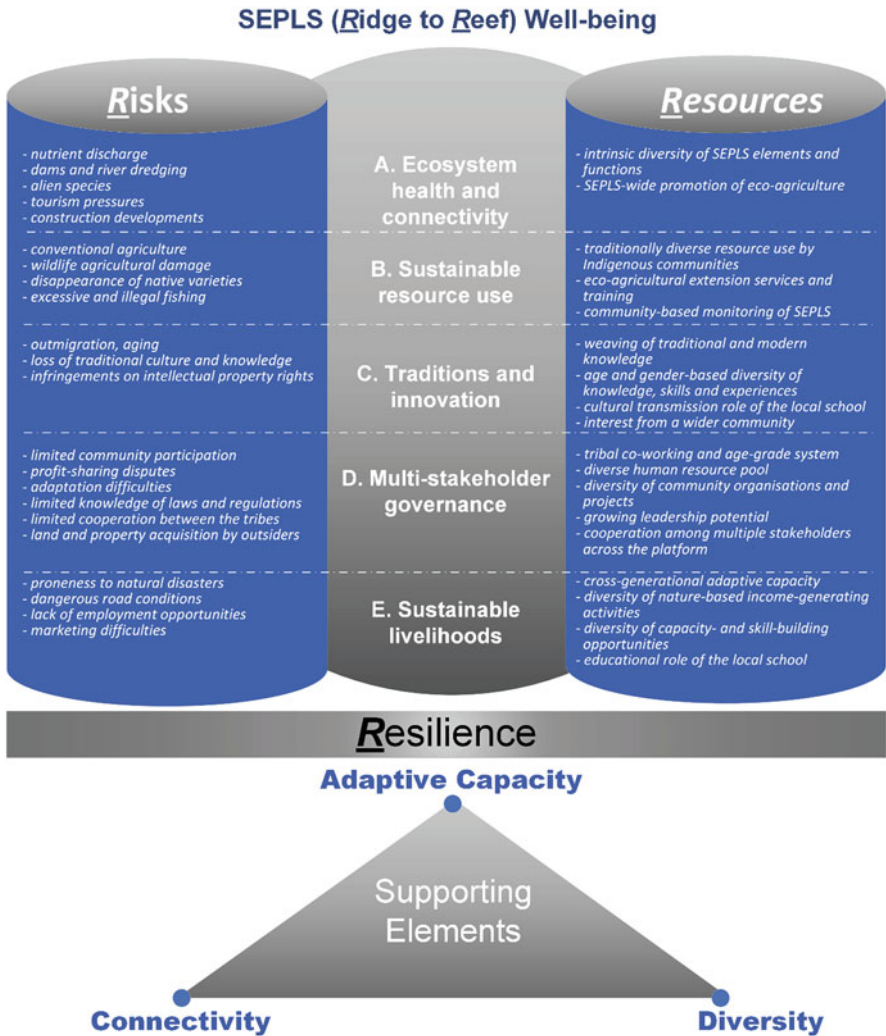 SEPLS (Ridge to Reef) Well-being
Risks
- nutrient discharge
- dams and river dredging
- alien species
- tourism pressures
- construction developments
- conventional agriculture
- wildlife agricultural damage
- disappearance of native varieties
- excessive and illegal fishing
- outmigration, aging
- loss of traditional culture and knowledge
- infringements on intellectual property rights
- limited community participation
- profit-sharing disputes
- adaptation difficulties
- limited knowledge of laws and regulations
- limited cooperation between the tribes
- land and property acquisition by outsiders
- proneness to natural disasters
- dangerous road conditions
- lack of employment opportunities
- marketing difficulties
A. Ecosystem
health and
connectivity
B. Sustainable
resource use
C. Traditions and
innovation
D. Multi-stakeholder
governance
E. Sustainable
livelihoods
Resources
- intrinsic diversity of SEPLS elements and
functions
- SEPLS-wide promotion of eco-agriculture
- traditionally diverse resource use by
Indigenous communities
- eco-agricultural extension services and
training
- community-based monitoring of SEPLS
- weaving of traditional and modern
knowledge
- age and gender-based diversity of
knowledge, skills and experiences
- cultural transmission role of the local school
- interest from a wider community
- tribal co-working and age-grade system
- diverse human resource pool
- diversity of community organisations and
projects
- growing leadership potential
- cooperation among multiple stakeholders
across the platform
- cross-generational adaptive capacity
- diversity of nature-based income-generating
activities
- diversity of capacity- and skill-building
opportunities
- educational role of the local school
Resilience
Adaptive Capacity
Supporting
Elements
Connectivity
Diversity